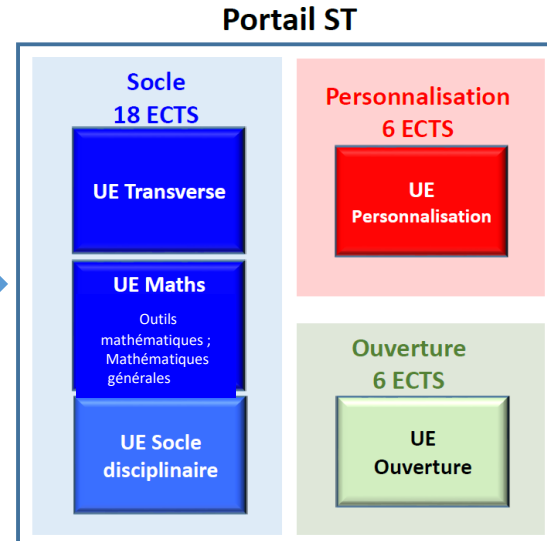 Portail ST
Socle
18 ECTS
UE Transverse
UE Maths
Outils
mathématiques ;
Mathématiques
générales
UE Socle
disciplinaire
Personnalisation
6 ECTS
UE
Personnalisation
Ouverture
6 ECTS
UE
Ouverture